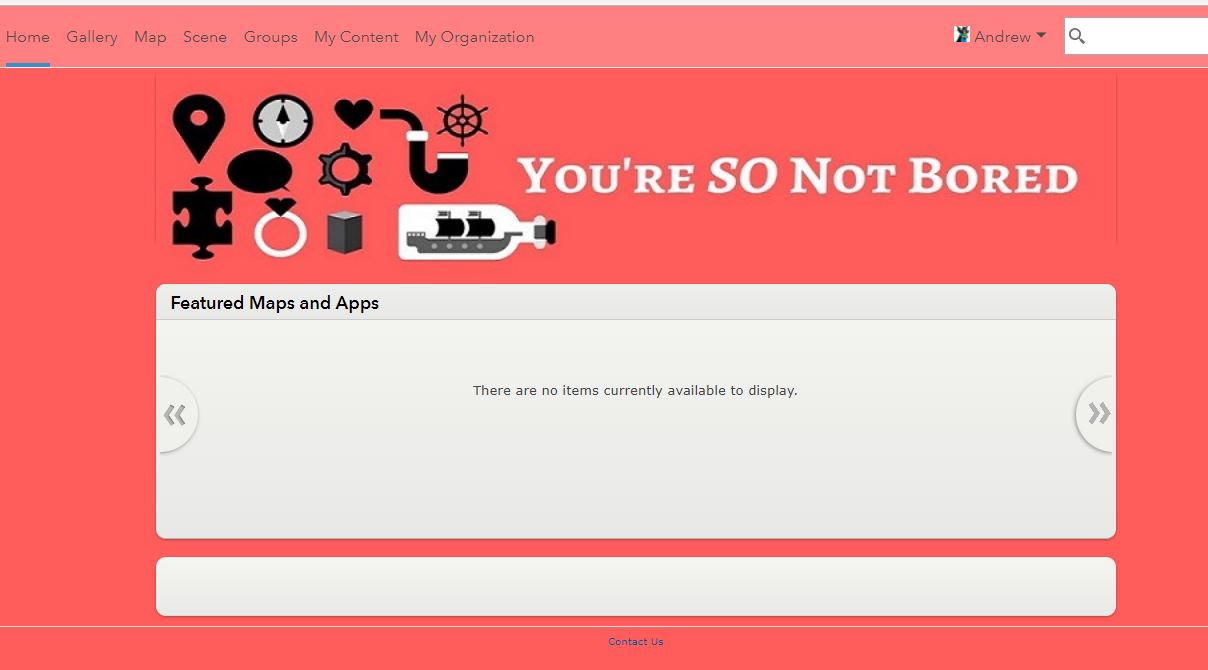 Home Gallery Map Scene Groups My Content My Organization Andrew
You're SO Not Bored
Featured Maps and Apps
There are no items currently available to display.
Contact Us